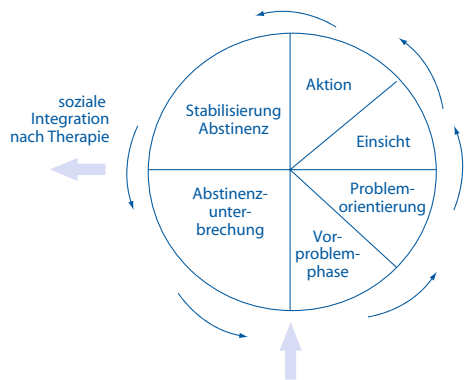 soziale
Integration
nach Therapie
Stabilisierung
Abstinenz
Aktion
Einsicht
Problem-
orientierung
Vor-
problem-
phase
Abstinenz-
unter-
brechung